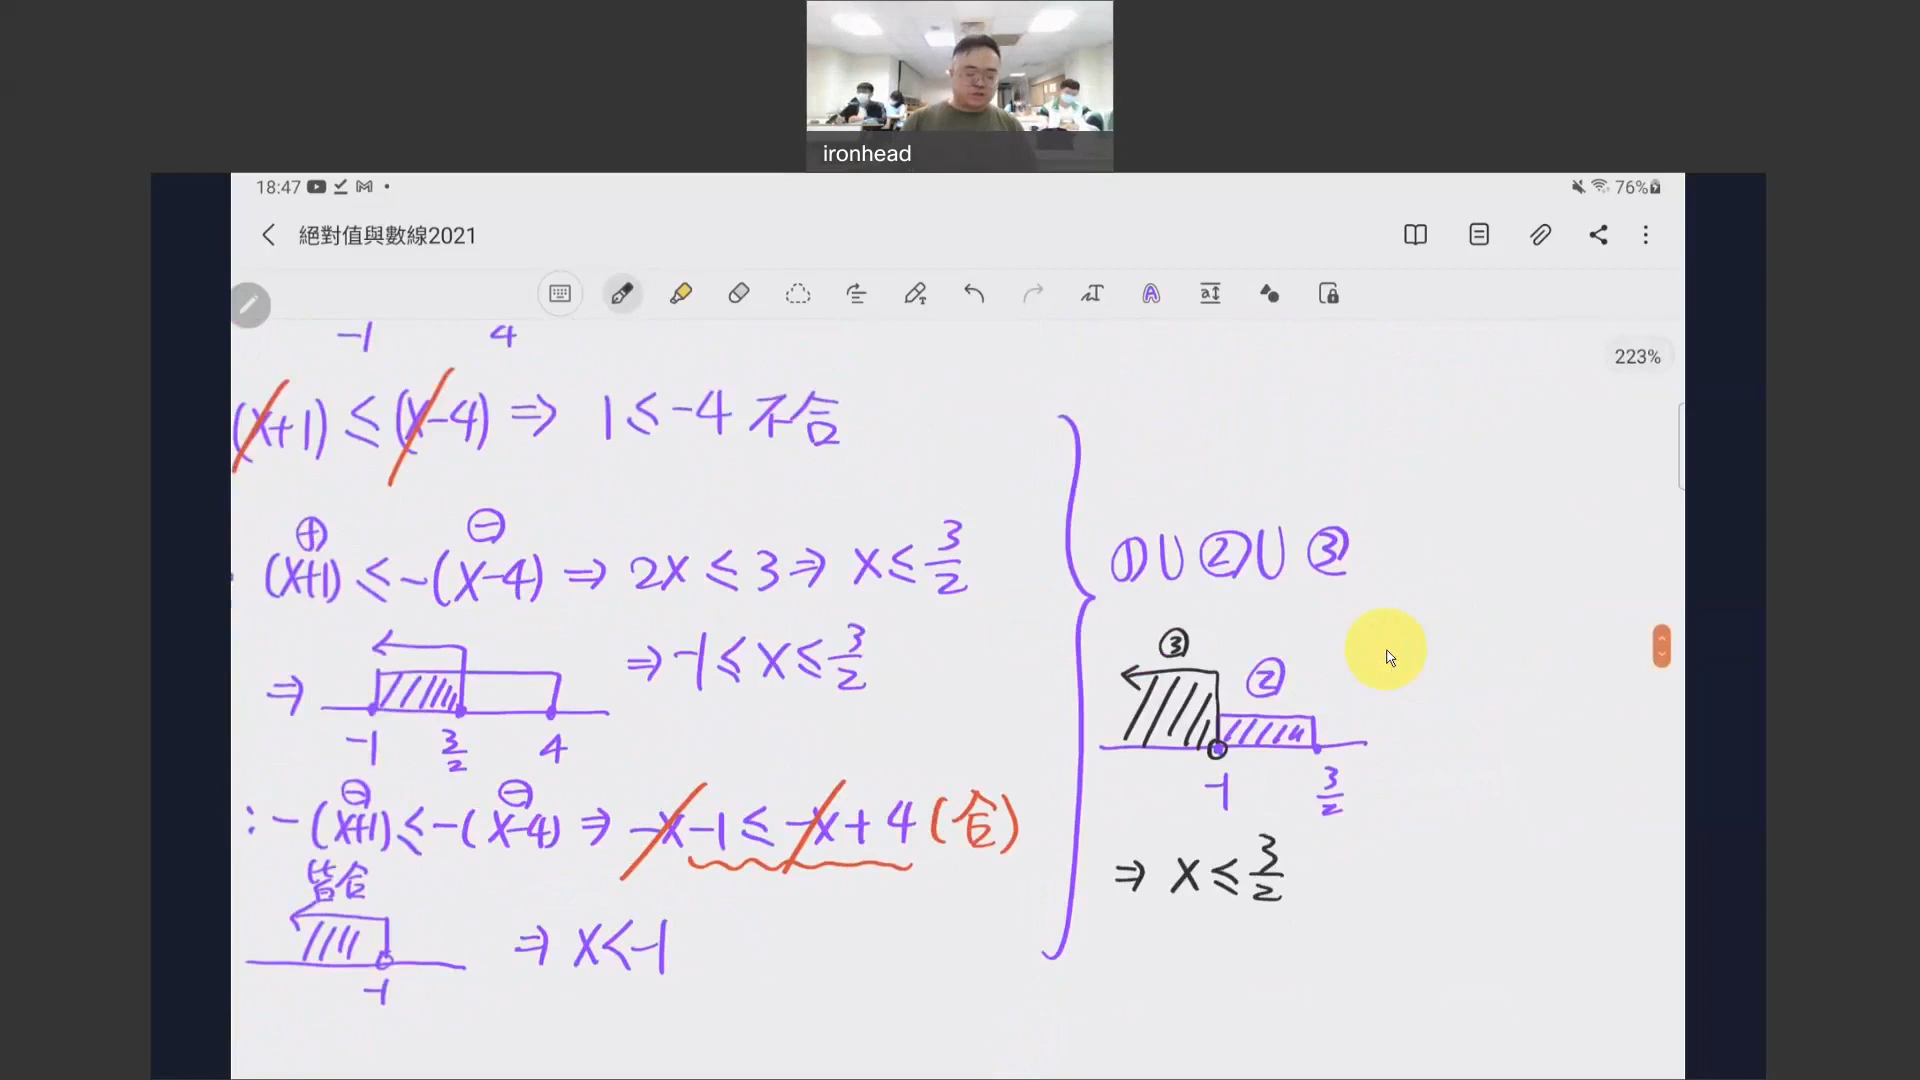 ironhead
18:47
76%
絕對值與數線2021
223%
-1 4
(x+1) ≤ (x-4) ⇒ 1 ≤ -4 不合
⊕ ⊖
(x+1) ≤ -(x-4) ⇒ 2x ≤ 3 ⇒ x ≤ 3/2
⇒ -1 ≤ x ≤ 3/2
⇒
-1 3/2 4
⊖ ⊖
: -(x+1) ≤ -(x-4) ⇒ -x-1 ≤ -x+4 (合)
皆合
⇒ x < -1
-1
① ∪ ② ∪ ③
③ ②
-1 3/2
⇒ x ≤ 3/2